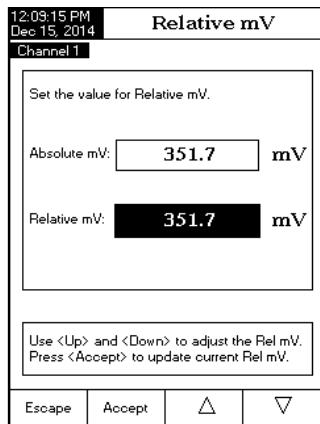 12:09:15 PM
Dec 15, 2014
Relative mV
Channel 1
Set the value for Relative mV.
Absolute mV: 351.7 mV
Relative mV: 351.7 mV
Use <Up> and <Down> to adjust the Rel mV.
Press <Accept> to update current Rel mV.
Escape Accept △ ▽